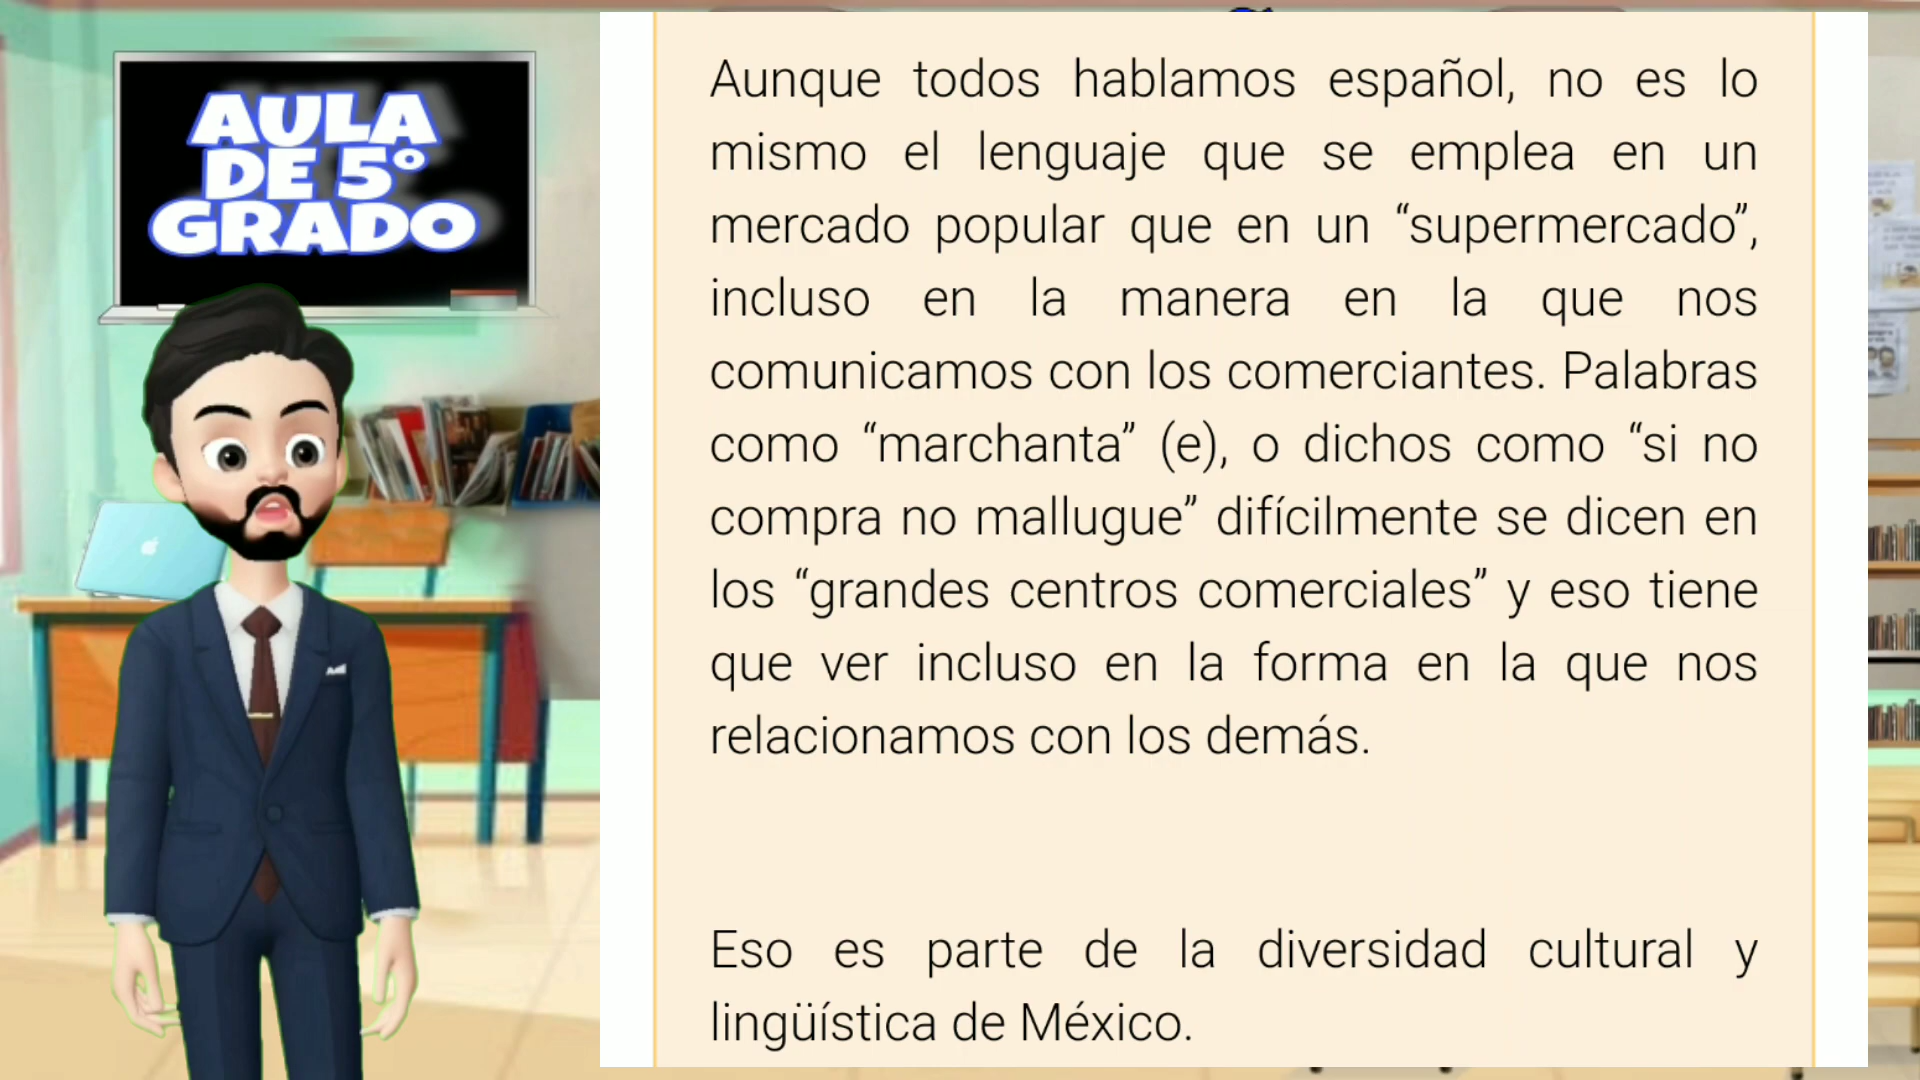 AULA
DE 5°
GRADO
Aunque todos hablamos español, no es lo
mismo el lenguaje que se emplea en un
mercado popular que en un “supermercado”,
incluso en la manera en la que nos
comunicamos con los comerciantes. Palabras
como “marchanta” (e), o dichos como “si no
compra no mallugue” difícilmente se dicen en
los “grandes centros comerciales” y eso tiene
que ver incluso en la forma en la que nos
relacionamos con los demás.
Eso es parte de la diversidad cultural y
lingüística de México.